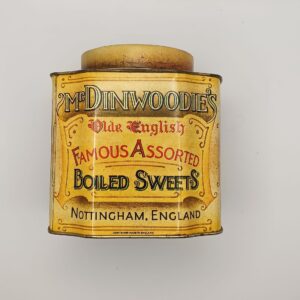 McDINWOODIE'S
Olde English
FAMOUS ASSORTED
BOILED SWEETS
NOTTINGHAM, ENGLAND